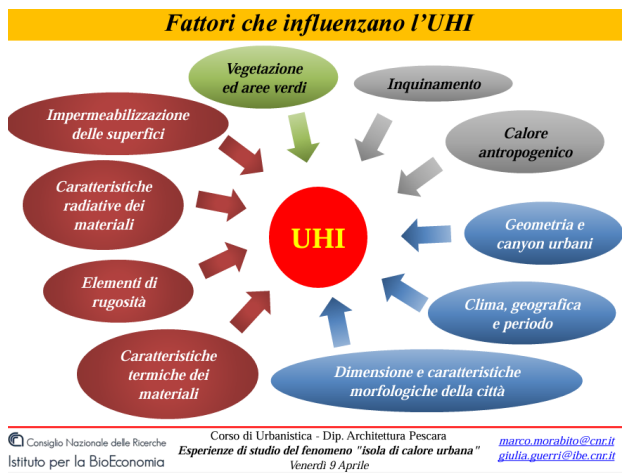 Fattori che influenzano l'UHI
Vegetazione
ed aree verdi
Inquinamento
Impermeabilizzazione
delle superfici
Calore
antropogenico
Caratteristiche
radiative dei
materiali
UHI
Geometria e
canyon urbani
Elementi di
rugosità
Clima, geografica
e periodo
Caratteristiche
termiche dei
materiali
Dimensione e caratteristiche
morfologiche della città
Consiglio Nazionale delle Ricerche
Istituto per la BioEconomia
Corso di Urbanistica - Dip. Architettura Pescara
Esperienze di studio del fenomeno "isola di calore urbana"
Venerdì 9 Aprile
marco.morabito@cnr.it
giulia.guerri@ibe.cnr.it